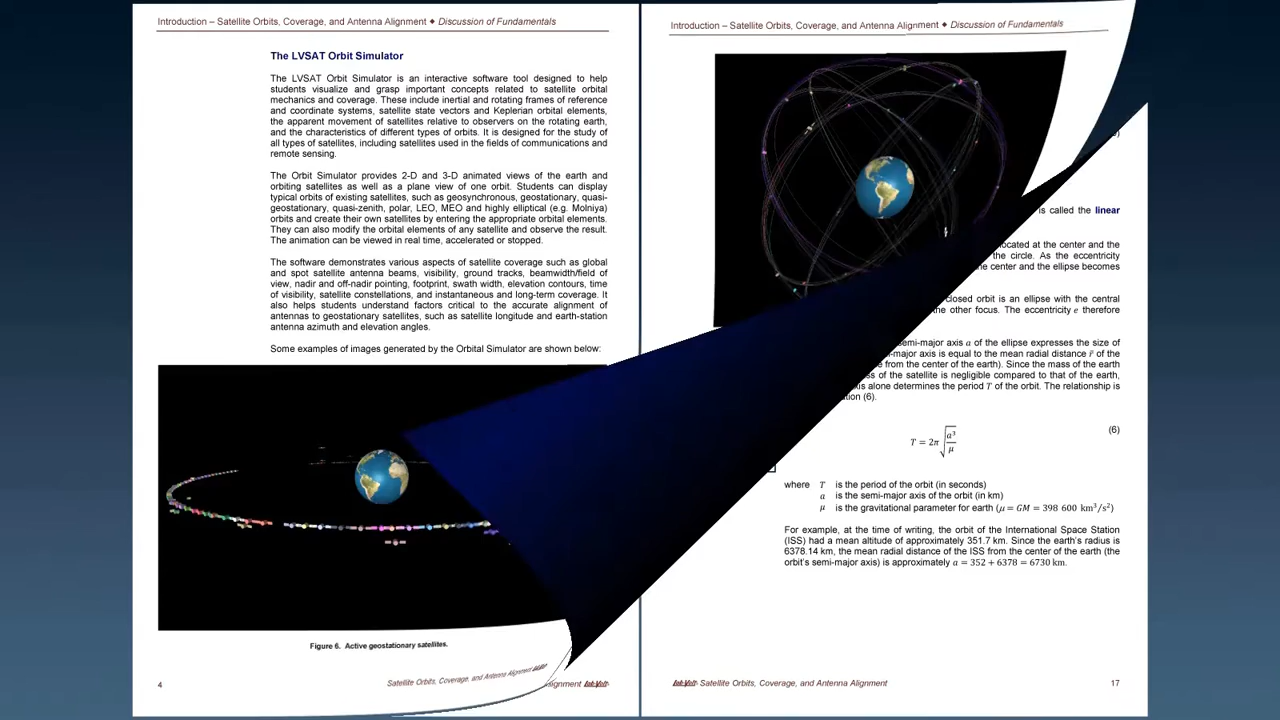 Introduction – Satellite Orbits, Coverage, and Antenna Alignment ◆ Discussion of Fundamentals
The LVSAT Orbit Simulator
The LVSAT Orbit Simulator is an interactive software tool designed to help
students visualize and grasp important concepts related to satellite orbital
mechanics and coverage. These include inertial and rotating frames of reference
and coordinate systems, satellite state vectors and Keplerian orbital elements,
the apparent movement of satellites relative to observers on the rotating earth,
and the characteristics of different types of orbits. It is designed for the study of
all types of satellites, including satellites used in the fields of communications and
remote sensing.
The Orbit Simulator provides 2-D and 3-D animated views of the earth and
orbiting satellites as well as a plane view of one orbit. Students can display
typical orbits of existing satellites, such as geosynchronous, geostationary, quasi-
geostationary, quasi-zenith, polar, LEO, MEO and highly elliptical (e.g. Molniya)
orbits and create their own satellites by entering the appropriate orbital elements.
They can also modify the orbital elements of any satellite and observe the result.
The animation can be viewed in real time, accelerated or stopped.
The software demonstrates various aspects of satellite coverage such as global
and spot satellite antenna beams, visibility, ground tracks, beamwidth/field of
view, nadir and off-nadir pointing, footprint, swath width, elevation contours, time
of visibility, satellite constellations, and instantaneous and long-term coverage. It
also helps students understand factors critical to the accurate alignment of
antennas to geostationary satellites, such as satellite longitude and earth-station
antenna azimuth and elevation angles.
Some examples of images generated by the Orbital Simulator are shown below:
Figure 6. Active geostationary satellites.
4
Satellite Orbits, Coverage, and Antenna Alignment
Introduction – Satellite Orbits, Coverage, and Antenna Alignment ◆ Discussion of Fundamentals
is called the linear
located at the center and the
the circle. As the eccentricity
the center and the ellipse becomes
closed orbit is an ellipse with the central
the other focus. The eccentricity e therefore
semi-major axis a of the ellipse expresses the size of
-major axis is equal to the mean radial distance r̄ of the
from the center of the earth). Since the mass of the earth
of the satellite is negligible compared to that of the earth,
alone determines the period T of the orbit. The relationship is
(6).
T = 2π √(a³/μ) (6)
where T is the period of the orbit (in seconds)
a is the semi-major axis of the orbit (in km)
μ is the gravitational parameter for earth (μ = GM = 398 600 km³/s²)
For example, at the time of writing, the orbit of the International Space Station
(ISS) had a mean altitude of approximately 351.7 km. Since the earth's radius is
6378.14 km, the mean radial distance of the ISS from the center of the earth (the
orbit's semi-major axis) is approximately a = 352 + 6378 = 6730 km.
Satellite Orbits, Coverage, and Antenna Alignment
17